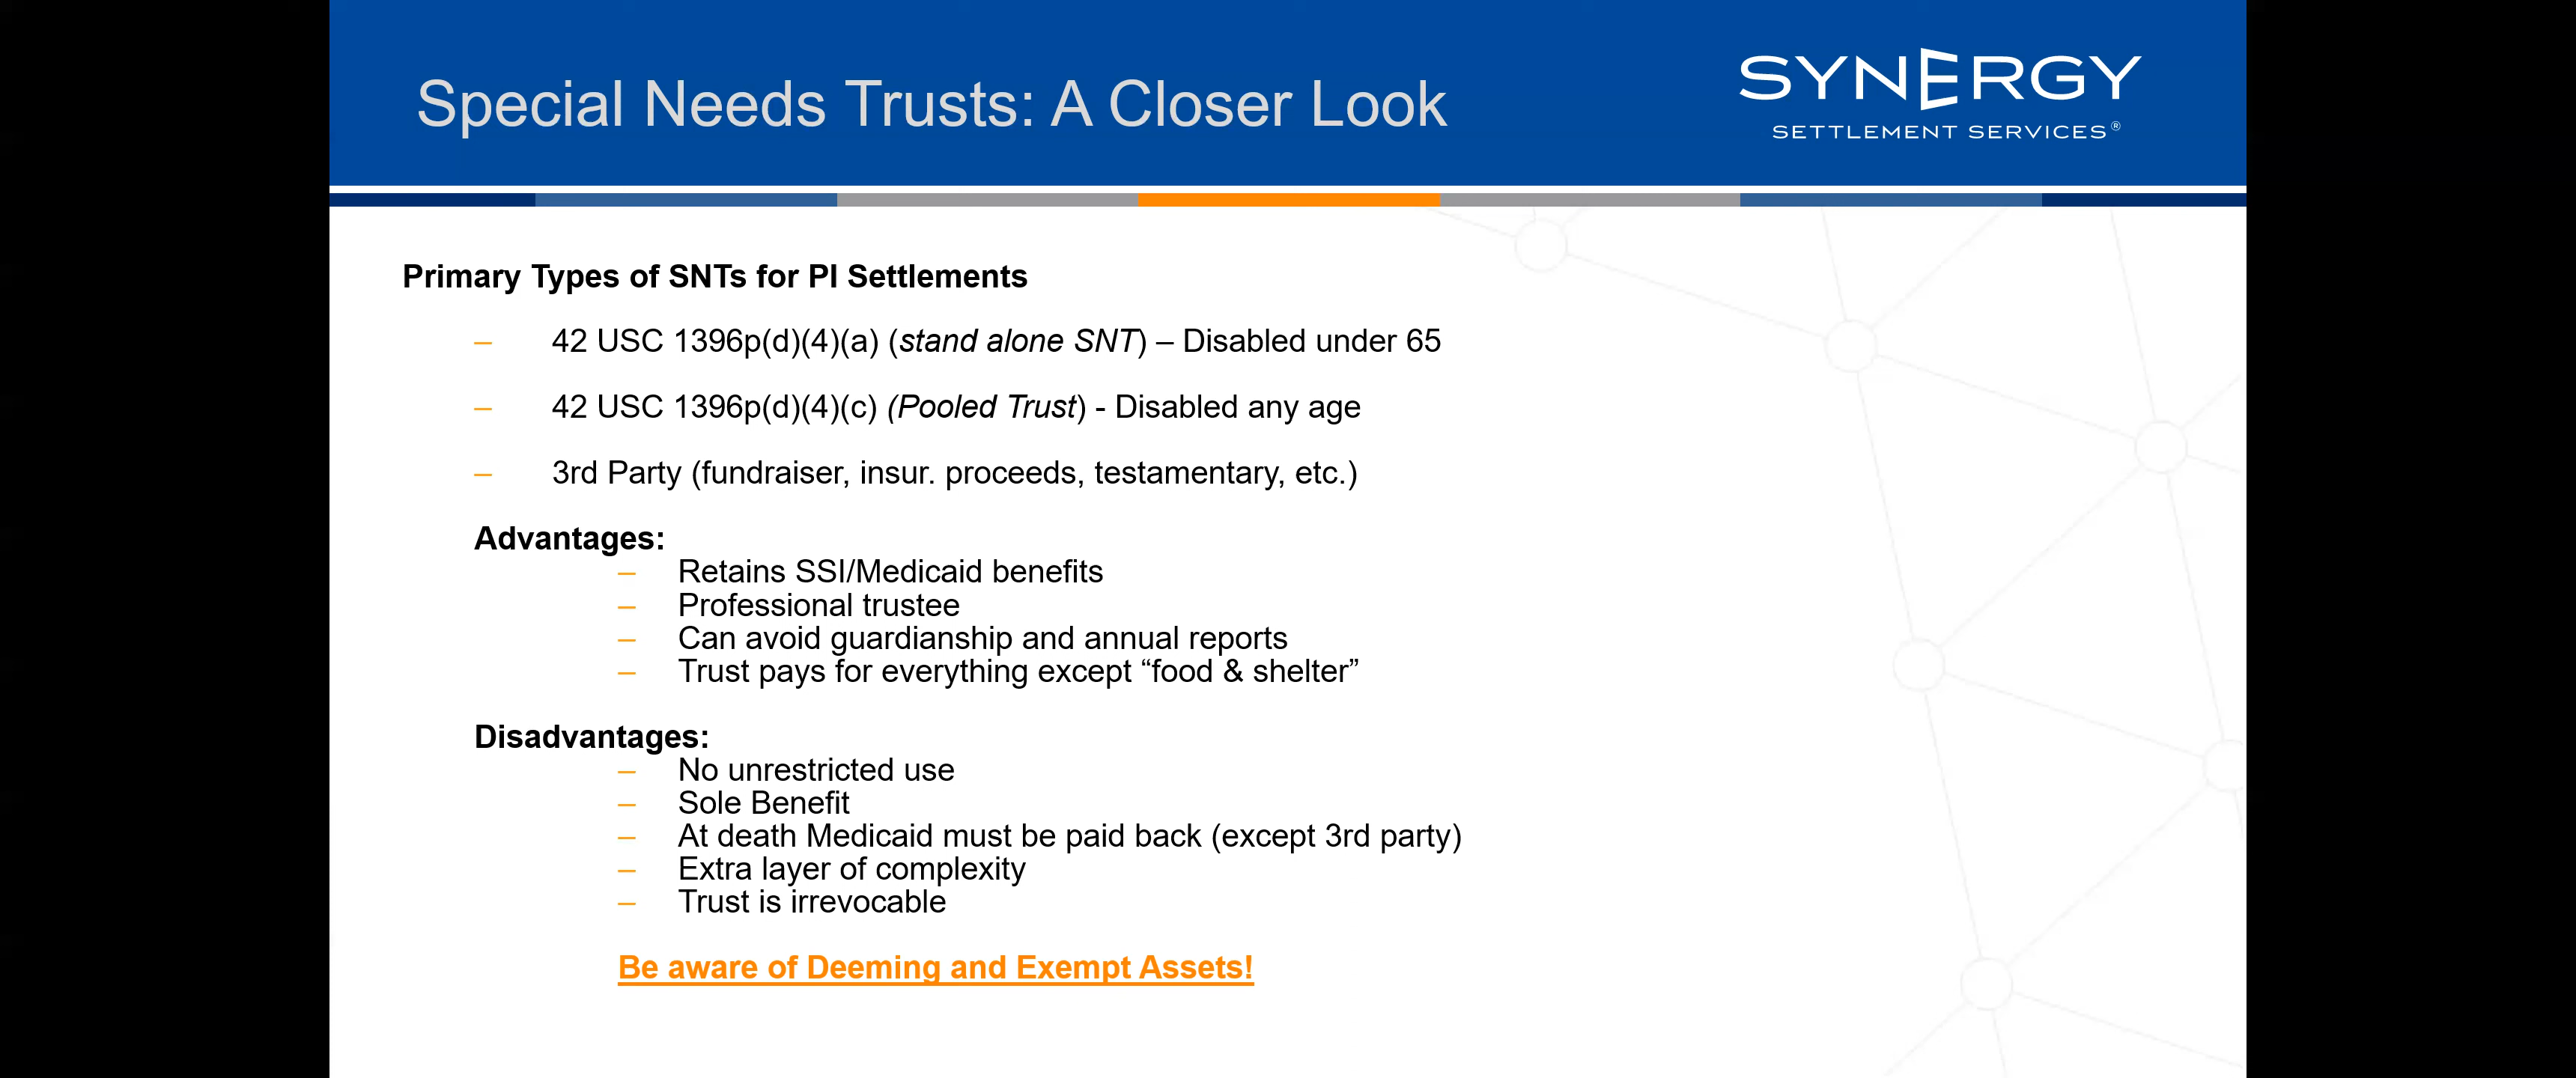 Special Needs Trusts: A Closer Look
SYNERGY
SETTLEMENT SERVICES®
Primary Types of SNTs for PI Settlements
– 42 USC 1396p(d)(4)(a) (stand alone SNT) – Disabled under 65
– 42 USC 1396p(d)(4)(c) (Pooled Trust) - Disabled any age
– 3rd Party (fundraiser, insur. proceeds, testamentary, etc.)
Advantages:
– Retains SSI/Medicaid benefits
– Professional trustee
– Can avoid guardianship and annual reports
– Trust pays for everything except “food & shelter”
Disadvantages:
– No unrestricted use
– Sole Benefit
– At death Medicaid must be paid back (except 3rd party)
– Extra layer of complexity
– Trust is irrevocable
Be aware of Deeming and Exempt Assets!